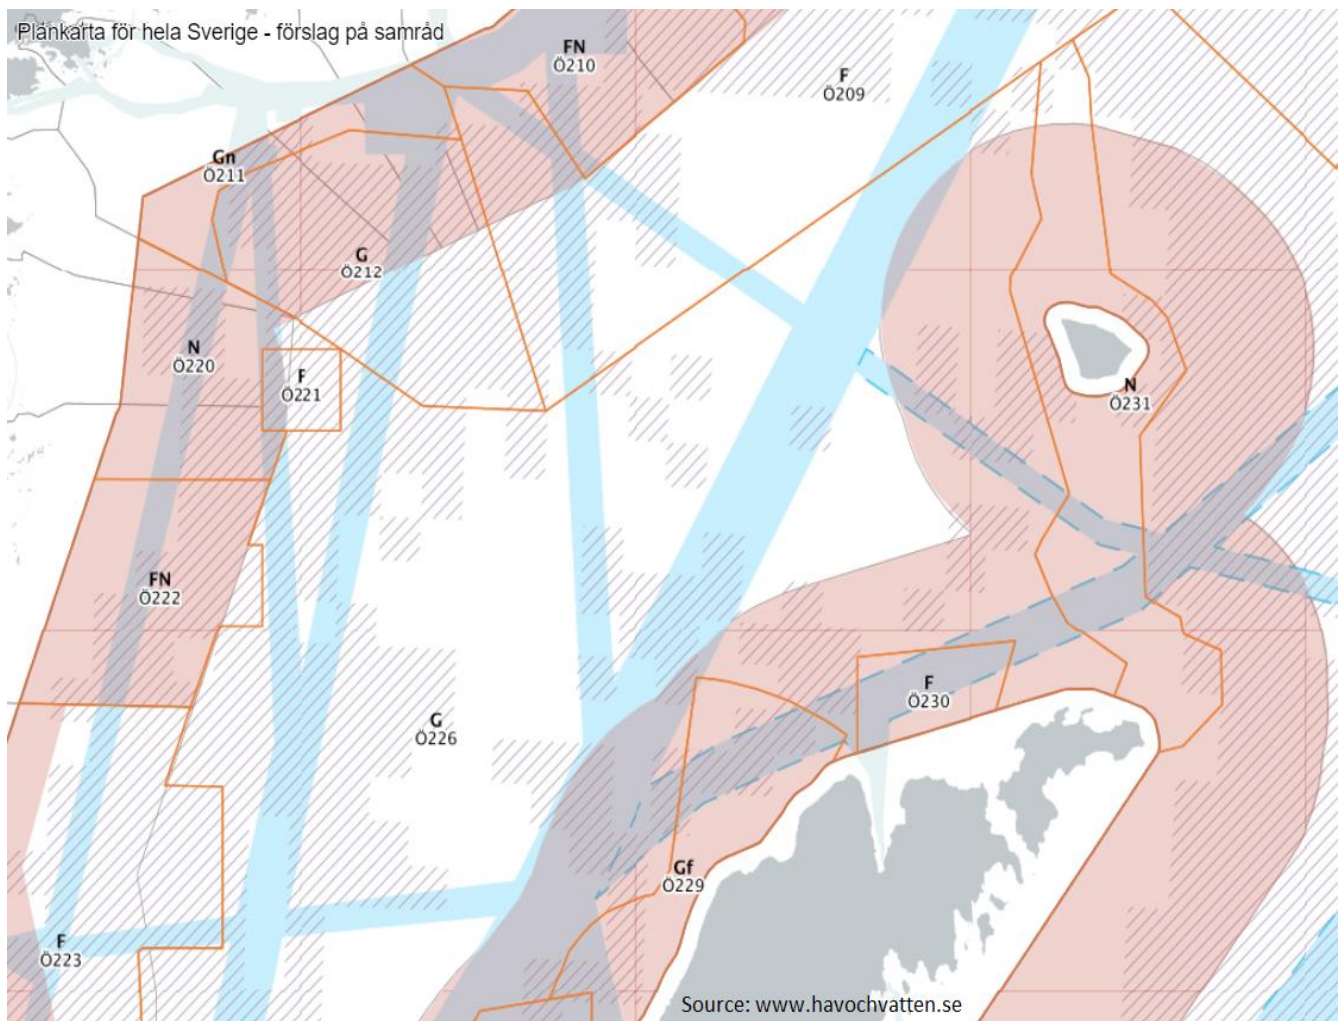 Plankarta för hela Sverige - förslag på samråd
FN
Ö210
F
Ö209
Gn
Ö211
G
Ö212
N
Ö220
F
Ö221
N
Ö231
FN
Ö222
G
Ö226
F
Ö230
Gf
Ö229
F
Ö223
Source: www.havochvatten.se